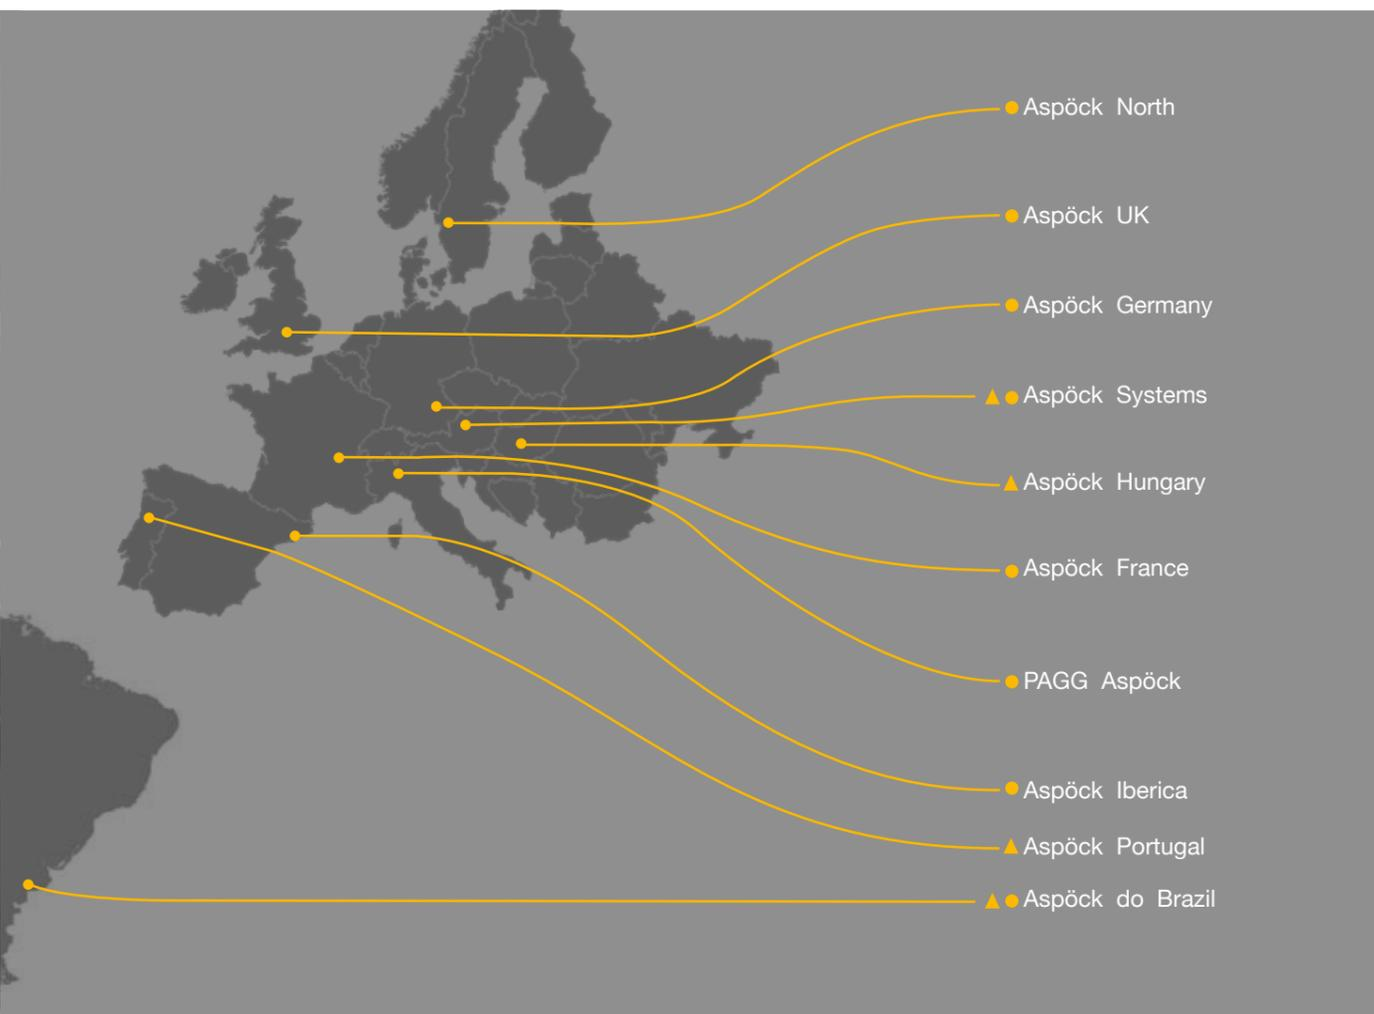 Aspöck North
Aspöck UK
Aspöck Germany
Aspöck Systems
Aspöck Hungary
Aspöck France
PAGG Aspöck
Aspöck Iberica
Aspöck Portugal
Aspöck do Brazil